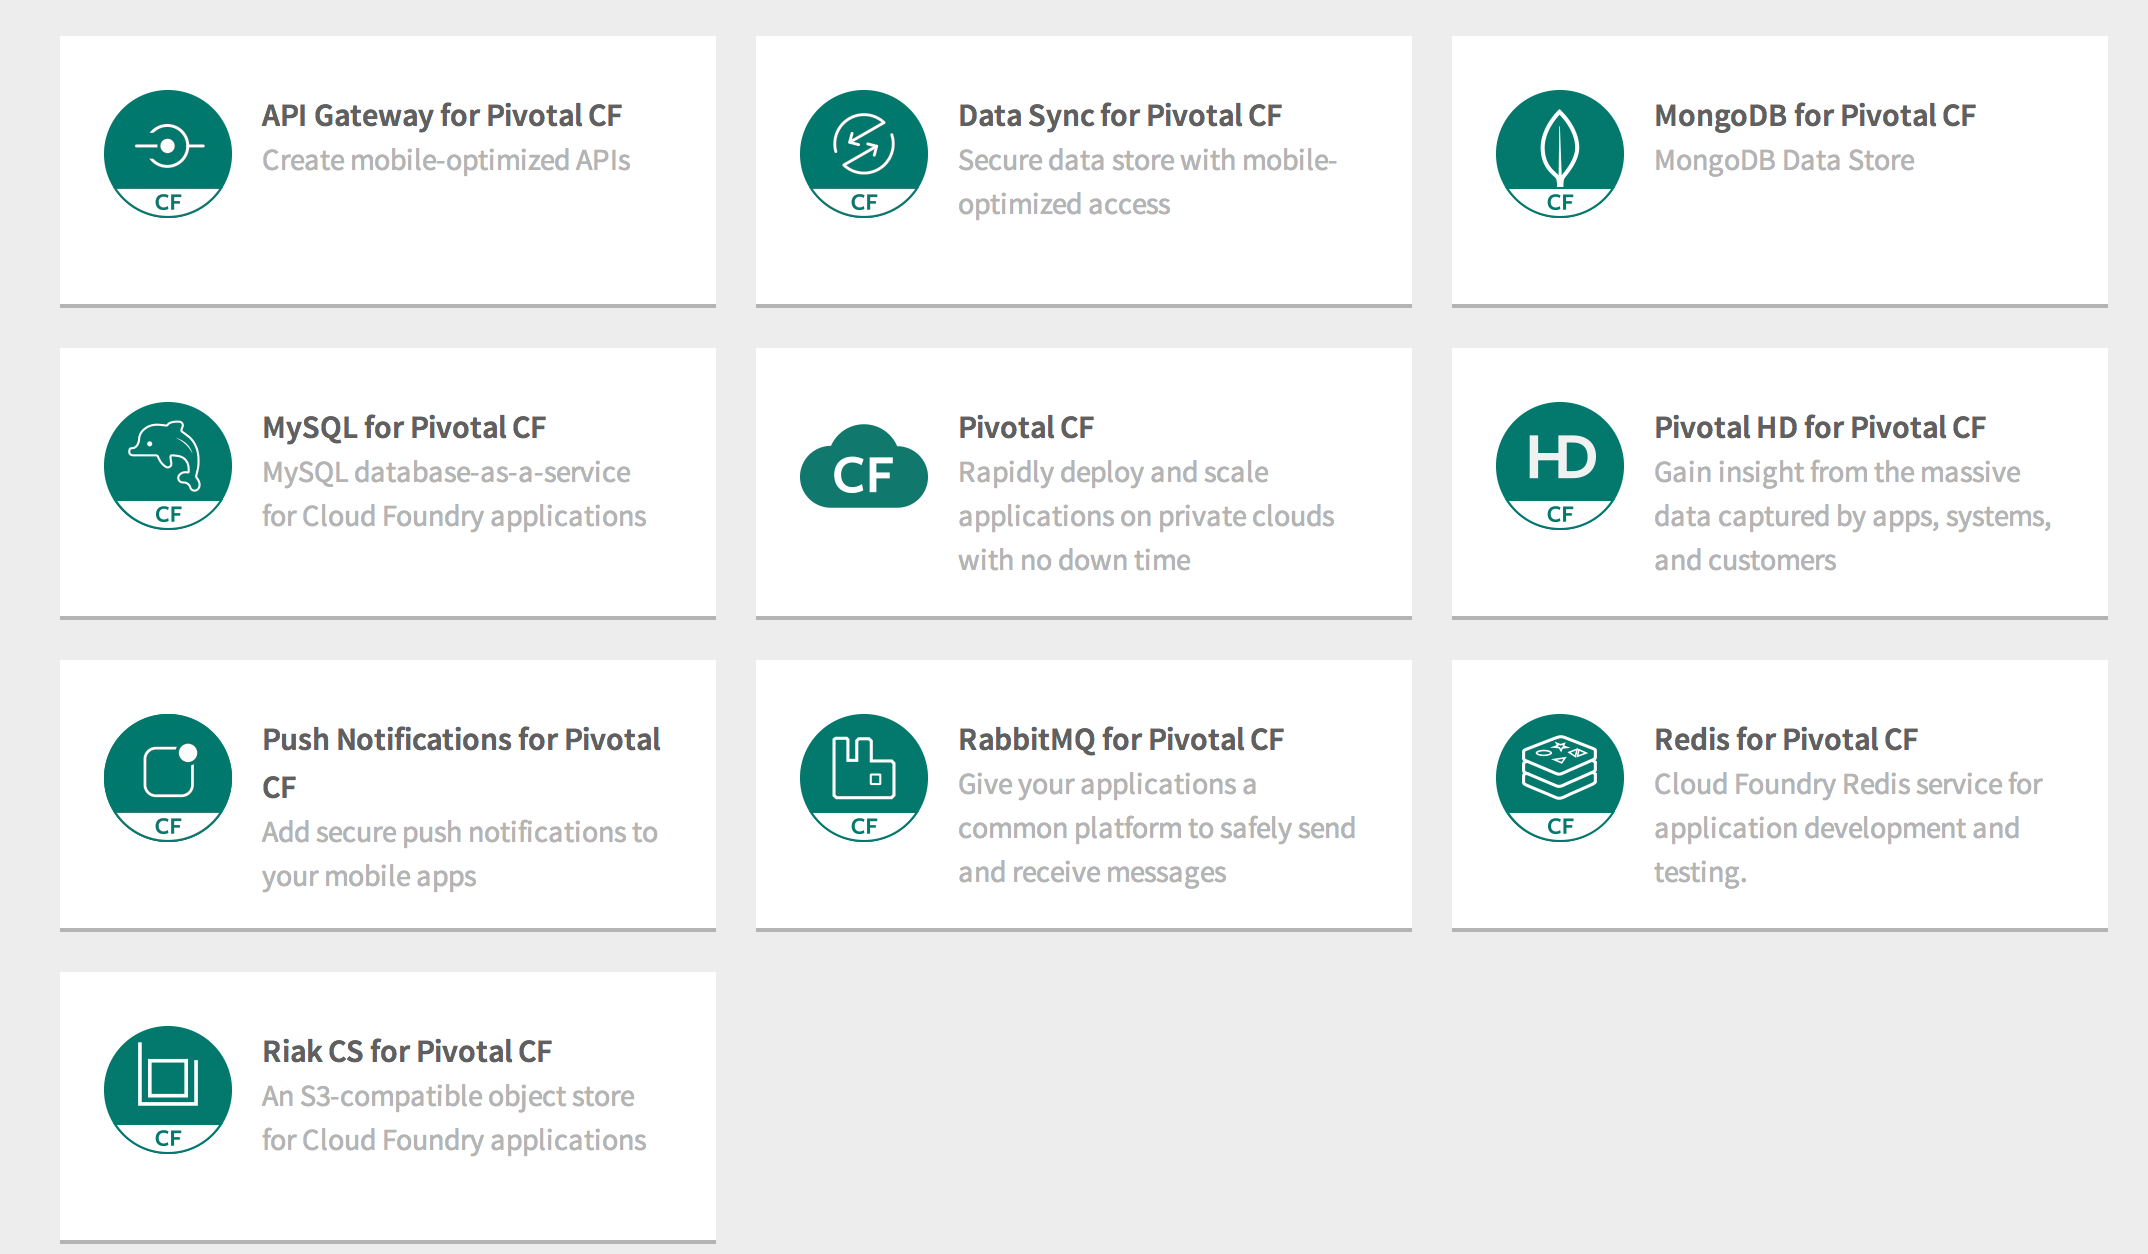 API Gateway for Pivotal CF
Create mobile-optimized APIs
CF
Data Sync for Pivotal CF
Secure data store with mobile-
optimized access
CF
MongoDB for Pivotal CF
MongoDB Data Store
CF
MySQL for Pivotal CF
MySQL database-as-a-service
for Cloud Foundry applications
CF
Pivotal CF
CF
Rapidly deploy and scale
applications on private clouds
with no down time
Pivotal HD for Pivotal CF
HD
Gain insight from the massive
data captured by apps, systems,
CF
and customers
Push Notifications for Pivotal
CF
Add secure push notifications to
CF
your mobile apps
RabbitMQ for Pivotal CF
Give your applications a
common platform to safely send
CF
and receive messages
Redis for Pivotal CF
Cloud Foundry Redis service for
application development and
CF
testing.
Riak CS for Pivotal CF
An S3-compatible object store
for Cloud Foundry applications
CF